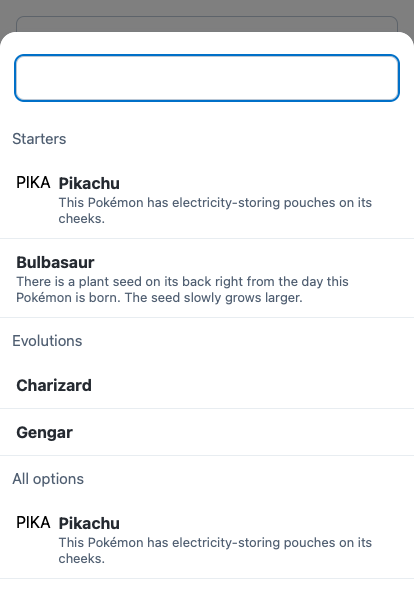 Starters
PIKA Pikachu
This Pokémon has electricity-storing pouches on its
cheeks.
Bulbasaur
There is a plant seed on its back right from the day this
Pokémon is born. The seed slowly grows larger.
Evolutions
Charizard
Gengar
All options
PIKA Pikachu
This Pokémon has electricity-storing pouches on its
cheeks.